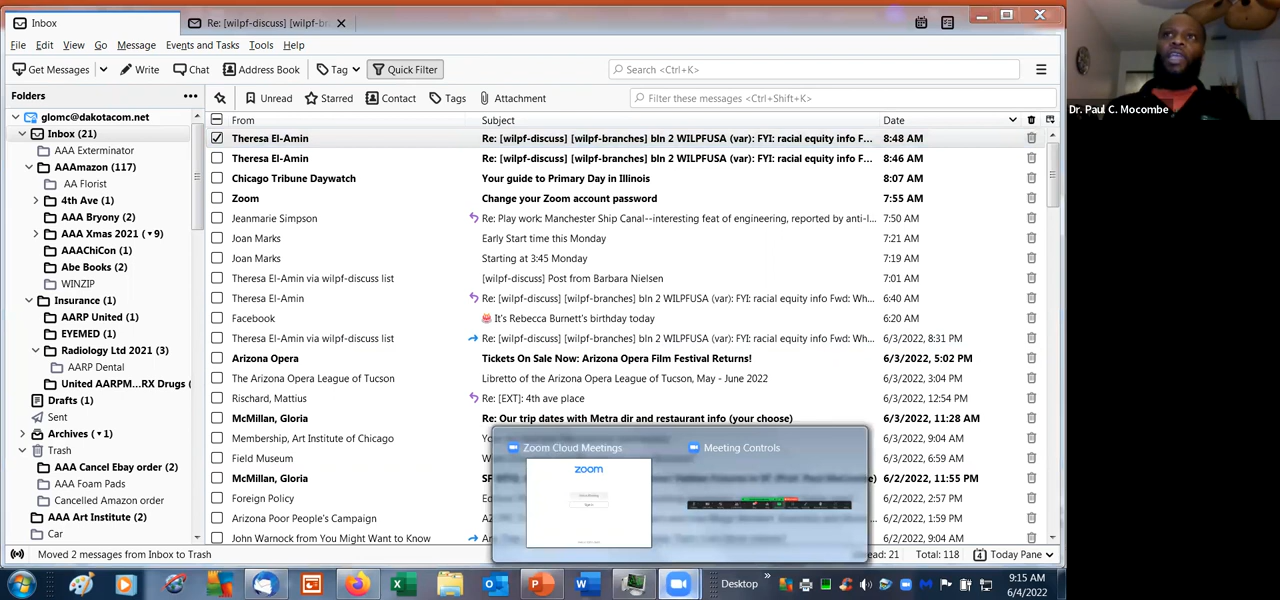 Inbox
Re: [wilpf-discuss] [wilpf-br
File Edit View Go Message Events and Tasks Tools Help
Get Messages Write Chat Address Book Tag Quick Filter Search <Ctrl+K>
Folders ••• Unread Starred Contact Tags Attachment Filter these messages <Ctrl+Shift+K>
glomc@dakotacom.net
Inbox (21)
AAA Exterminator
AAAmazon (117)
AA Florist
4th Ave (1)
AAA Bryony (2)
AAA Xmas 2021 (▾ 9)
AAAChiCon (1)
Abe Books (2)
WINZIP
Insurance (1)
AARP United (1)
EYEMED (1)
Radiology Ltd 2021 (3)
AARP Dental
United AARPM...RX Drugs (
Drafts (1)
Sent
Archives (▾ 1)
Trash
AAA Cancel Ebay order (2)
AAA Foam Pads
Cancelled Amazon order
AAA Art Institute (2)
Car
From Subject Date
Theresa El-Amin Re: [wilpf-discuss] [wilpf-branches] bln 2 WILPFUSA (var): FYI: racial equity info F... 8:48 AM
Theresa El-Amin Re: [wilpf-discuss] [wilpf-branches] bln 2 WILPFUSA (var): FYI: racial equity info F... 8:46 AM
Chicago Tribune Daywatch Your guide to Primary Day in Illinois 8:07 AM
Zoom Change your Zoom account password 7:55 AM
Jeanmarie Simpson Re: Play work: Manchester Ship Canal--interesting feat of engineering, reported by anti-l... 7:50 AM
Joan Marks Early Start time this Monday 7:21 AM
Joan Marks Starting at 3:45 Monday 7:19 AM
Theresa El-Amin via wilpf-discuss list [wilpf-discuss] Post from Barbara Nielsen 7:01 AM
Theresa El-Amin Re: [wilpf-discuss] [wilpf-branches] bln 2 WILPFUSA (var): FYI: racial equity info Fwd: Wh... 6:40 AM
Facebook It's Rebecca Burnett's birthday today 6:20 AM
Theresa El-Amin via wilpf-discuss list Re: [wilpf-discuss] [wilpf-branches] bln 2 WILPFUSA (var): FYI: racial equity info Fwd: Wh... 6/3/2022, 8:31 PM
Arizona Opera Tickets On Sale Now: Arizona Opera Film Festival Returns! 6/3/2022, 5:02 PM
The Arizona Opera League of Tucson Libretto of the Arizona Opera League of Tucson, May - June 2022 6/3/2022, 3:04 PM
Rischard, Mattius Re: [EXT]: 4th ave place 6/3/2022, 12:54 PM
McMillan, Gloria Re: Our trip dates with Metra dir and restaurant info (your choose) 6/3/2022, 11:28 AM
Membership, Art Institute of Chicago 6/3/2022, 9:04 AM
Field Museum 6/3/2022, 6:59 AM
McMillan, Gloria 6/2/2022, 11:55 PM
Foreign Policy 6/2/2022, 2:57 PM
Arizona Poor People's Campaign 6/2/2022, 1:59 PM
John Warnock from You Might Want to Know 6/2/2022, 9:04 AM
Zoom Cloud Meetings Meeting Controls
zoom
Moved 2 messages from Inbox to Trash
Total: 118 4 Today Pane
Desktop »
9:15 AM
6/4/2022
Dr. Paul C. Mocombe